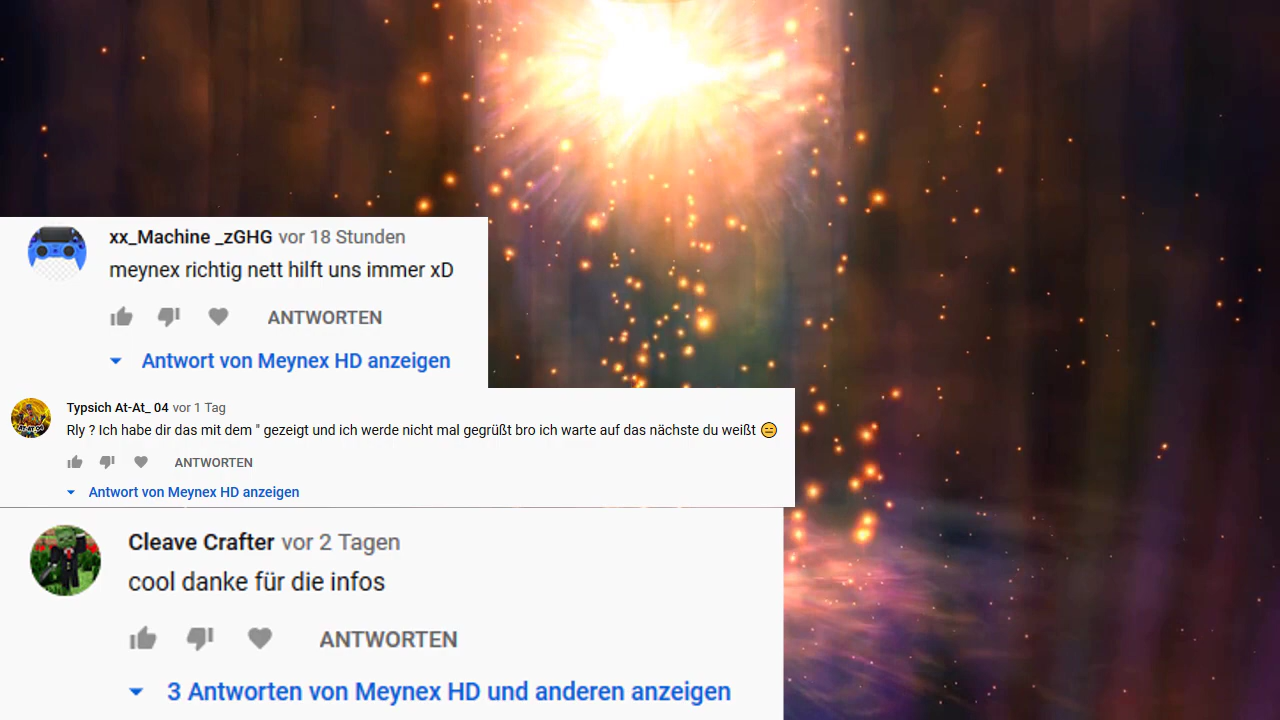 xx_Machine _zGHG vor 18 Stunden
meynex richtig nett hilft uns immer xD
ANTWORTEN
Antwort von Meynex HD anzeigen
Typsich At-At_ 04 vor 1 Tag
Rly ? Ich habe dir das mit dem " gezeigt und ich werde nicht mal gegrüßt bro ich warte auf das nächste du weißt 😑
ANTWORTEN
Antwort von Meynex HD anzeigen
Cleave Crafter vor 2 Tagen
cool danke für die infos
ANTWORTEN
3 Antworten von Meynex HD und anderen anzeigen